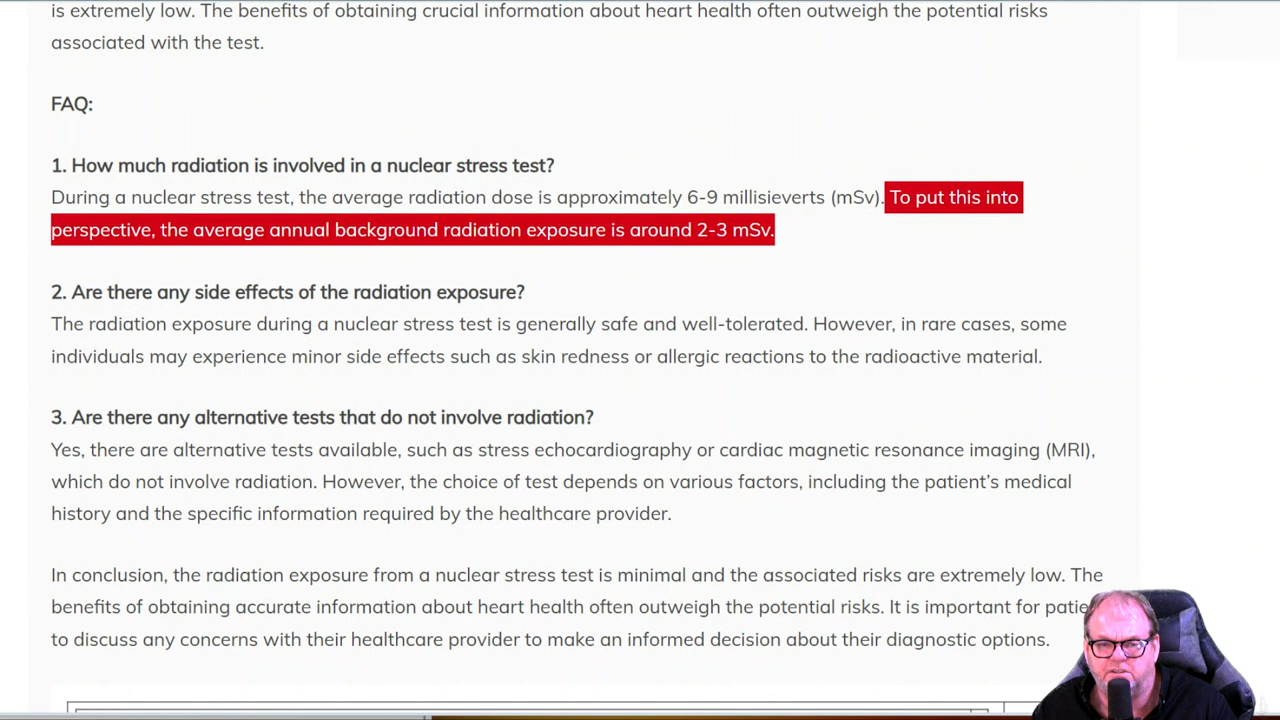 is extremely low. The benefits of obtaining crucial information about heart health often outweigh the potential risks
associated with the test.
FAQ:
1. How much radiation is involved in a nuclear stress test?
During a nuclear stress test, the average radiation dose is approximately 6-9 millisieverts (mSv). To put this into
perspective, the average annual background radiation exposure is around 2-3 mSv.
2. Are there any side effects of the radiation exposure?
The radiation exposure during a nuclear stress test is generally safe and well-tolerated. However, in rare cases, some
individuals may experience minor side effects such as skin redness or allergic reactions to the radioactive material.
3. Are there any alternative tests that do not involve radiation?
Yes, there are alternative tests available, such as stress echocardiography or cardiac magnetic resonance imaging (MRI),
which do not involve radiation. However, the choice of test depends on various factors, including the patient’s medical
history and the specific information required by the healthcare provider.
In conclusion, the radiation exposure from a nuclear stress test is minimal and the associated risks are extremely low. The
benefits of obtaining accurate information about heart health often outweigh the potential risks. It is important for
to discuss any concerns with their healthcare provider to make an informed decision about their diagnostic options.